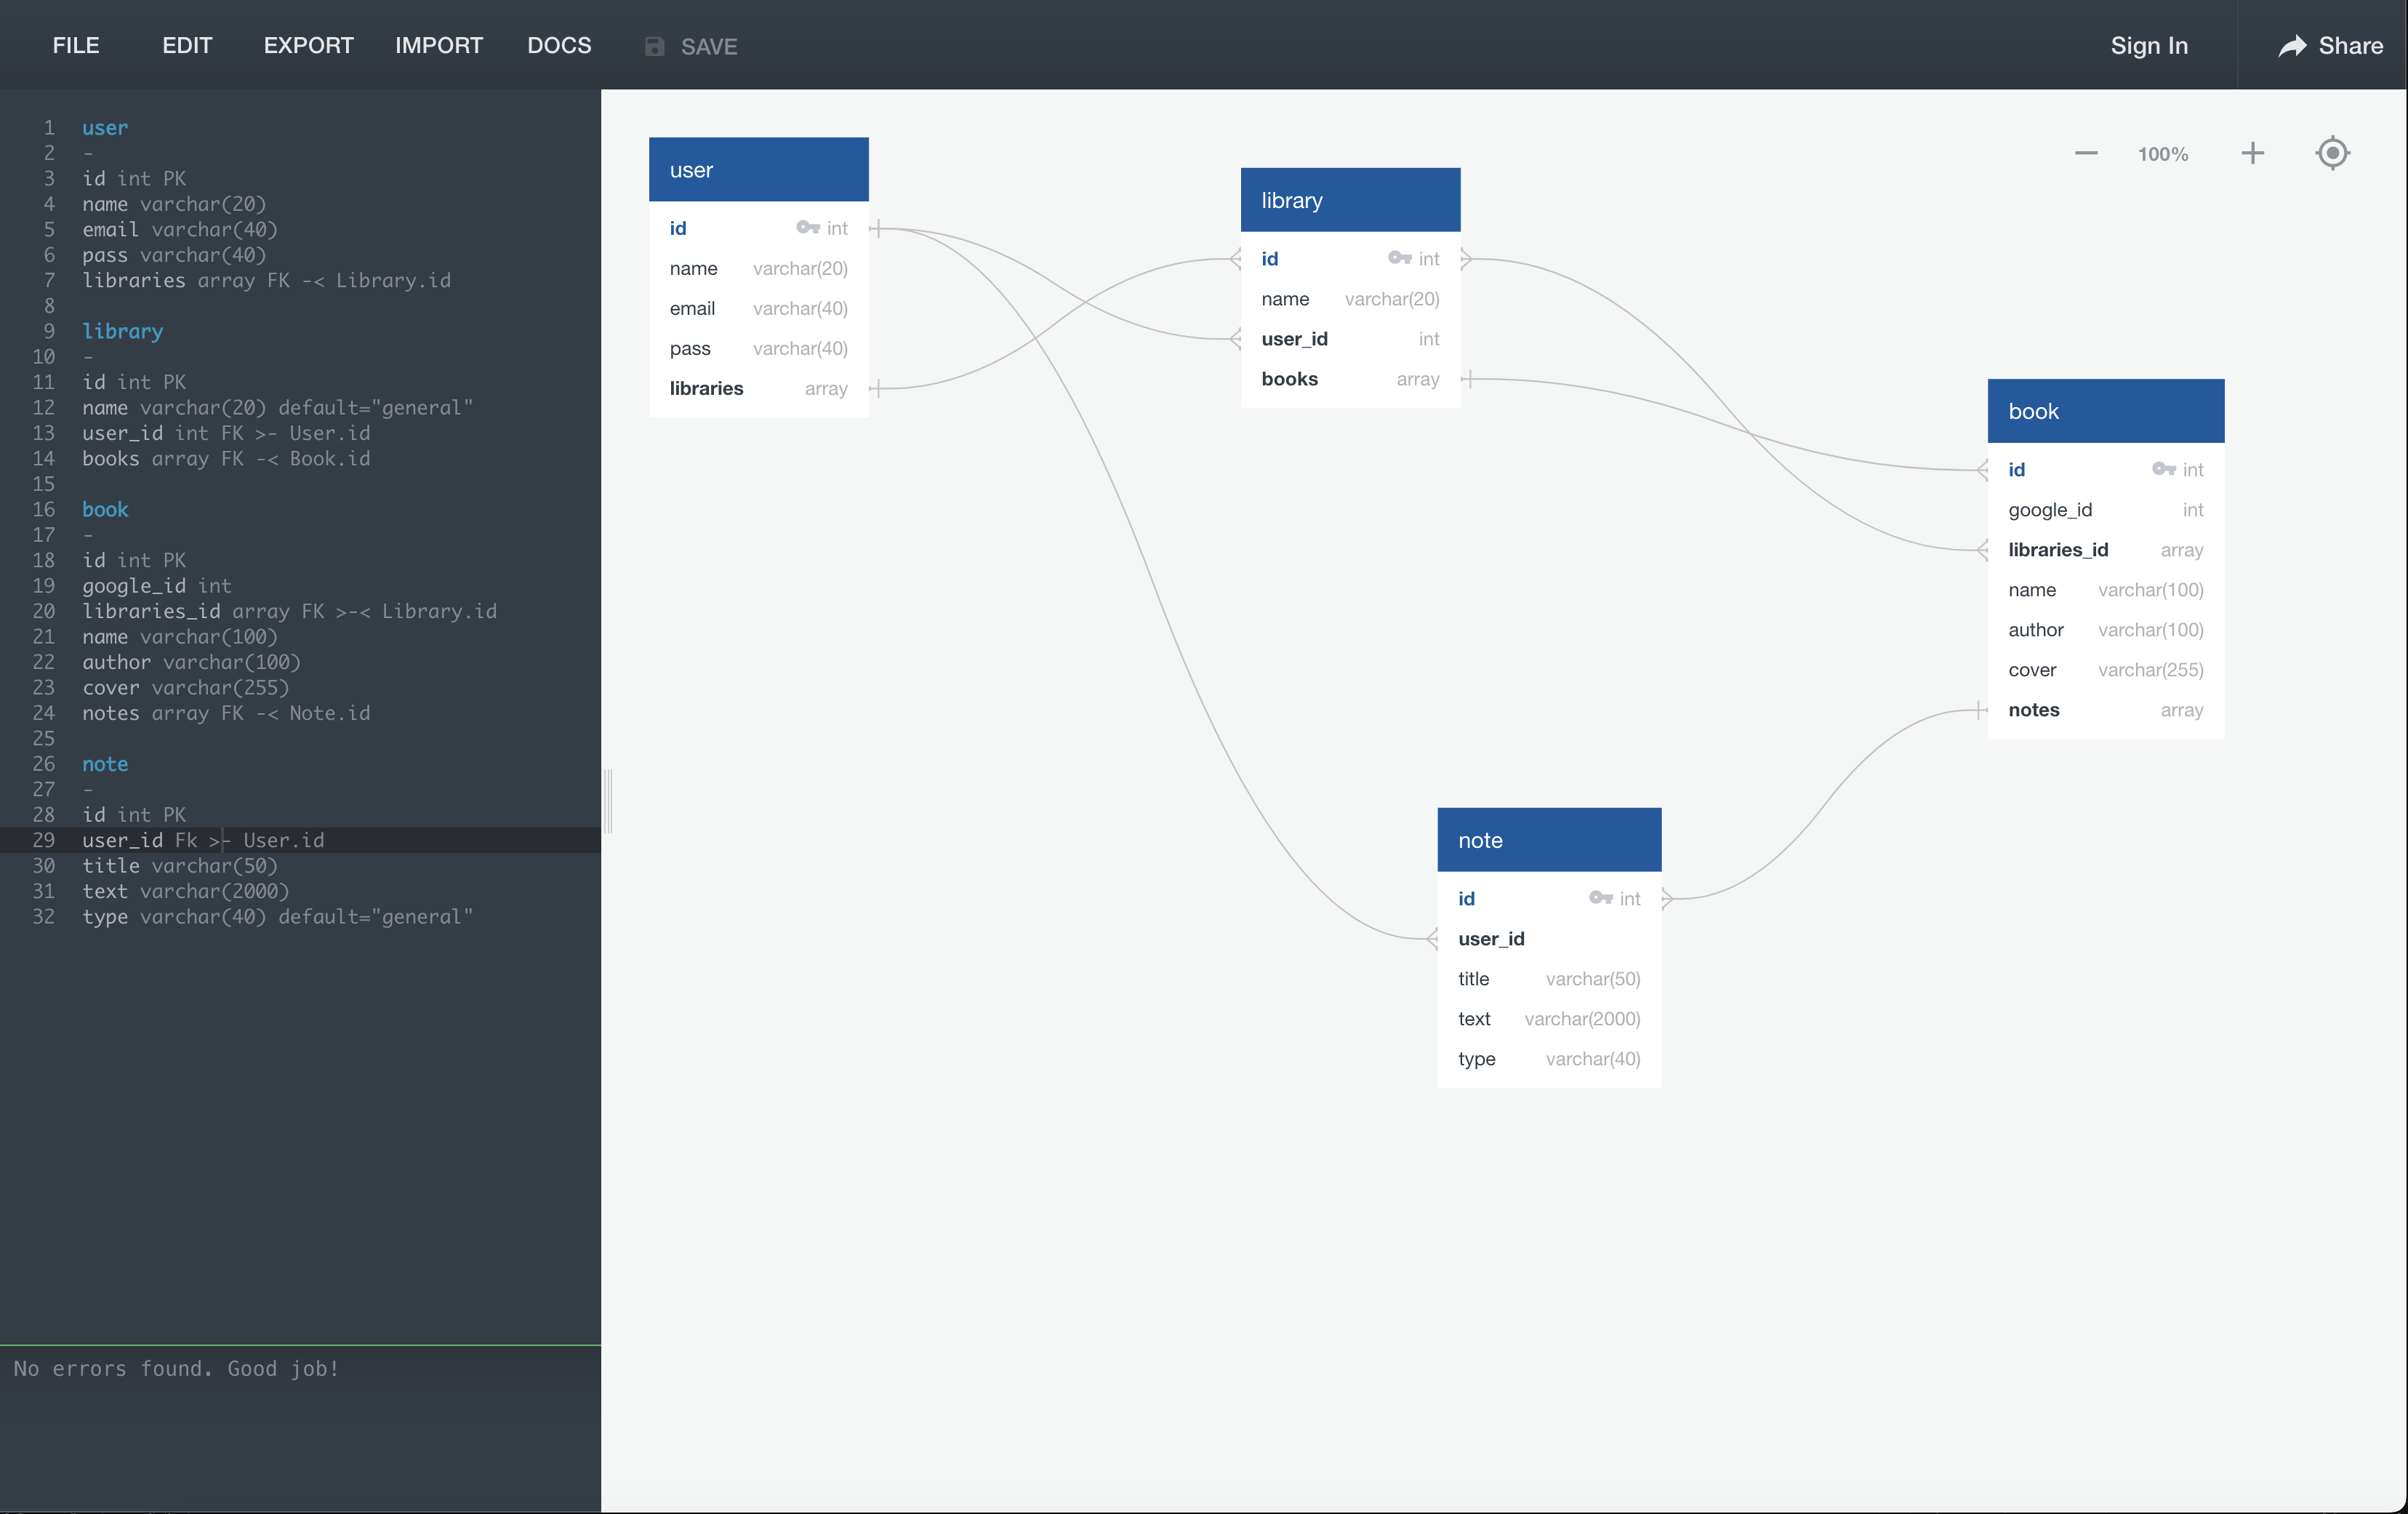 FILE EDIT EXPORT IMPORT DOCS SAVE Sign In Share
1 user
2 -
3 id int PK
4 name varchar(20)
5 email varchar(40)
6 pass varchar(40)
7 libraries array FK -< Library.id
8
9 library
10 -
11 id int PK
12 name varchar(20) default="general"
13 user_id int FK >- User.id
14 books array FK -< Book.id
15
16 book
17 -
18 id int PK
19 google_id int
20 libraries_id array FK >-< Library.id
21 name varchar(100)
22 author varchar(100)
23 cover varchar(255)
24 notes array FK -< Note.id
25
26 note
27 -
28 id int PK
29 user_id Fk >- User.id
30 title varchar(50)
31 text varchar(2000)
32 type varchar(40) default="general"
No errors found. Good job!
100%
user
id int
name varchar(20)
email varchar(40)
pass varchar(40)
libraries array
library
id int
name varchar(20)
user_id int
books array
book
id int
google_id int
libraries_id array
name varchar(100)
author varchar(100)
cover varchar(255)
notes array
note
id int
user_id
title varchar(50)
text varchar(2000)
type varchar(40)